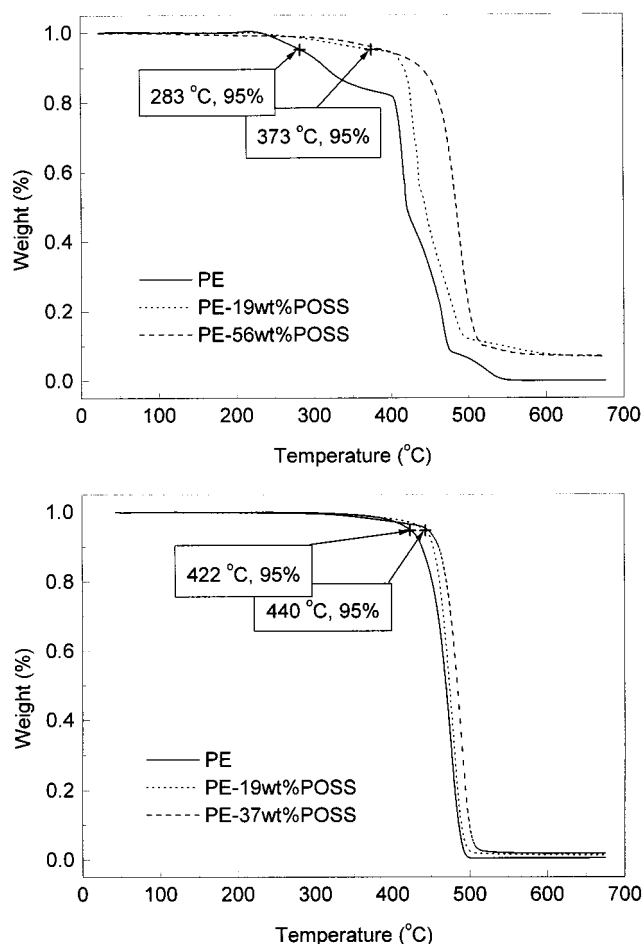 1.0
0.8
0.6
0.4
0.2
0.0
Weight (%)
283 °C, 95%
373 °C, 95%
PE
PE-19wt%POSS
PE-56wt%POSS
0 100 200 300 400 500 600 700
Temperature (°C)
1.0
0.8
0.6
0.4
0.2
0.0
Weight (%)
422 °C, 95%
440 °C, 95%
PE
PE-19wt%POSS
PE-37wt%POSS
0 100 200 300 400 500 600 700
Temperature (°C)